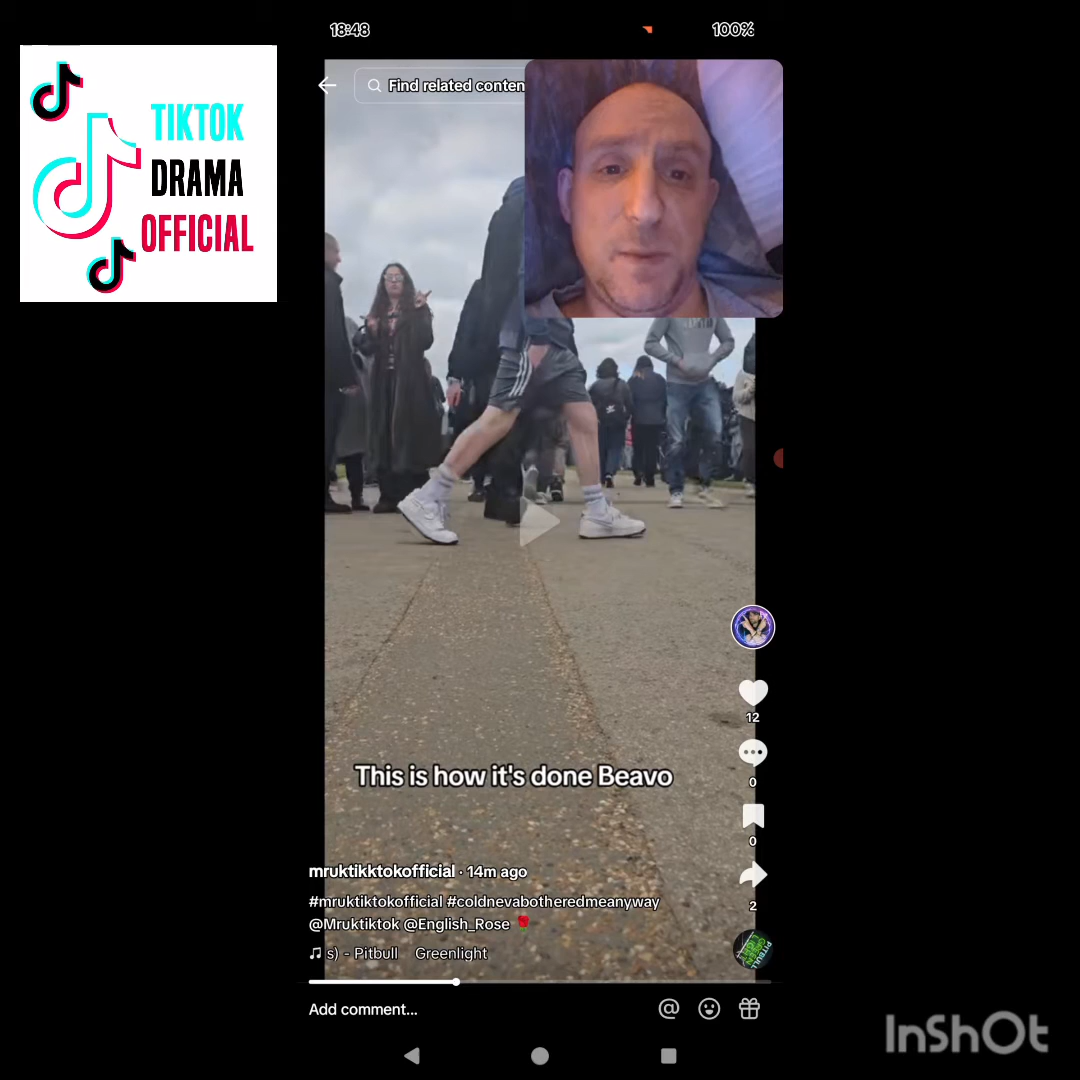 18:48
100%
TIKTOK
DRAMA
OFFICIAL
Find related conten
This is how it's done Beavo
12
0
0
2
mruktikktokofficial · 14m ago
#mruktiktokofficial #coldnevabotheredmeanyway
@Mruktiktok @English_Rose 🌹
s) - Pitbull Greenlight
Add comment...
InShOt